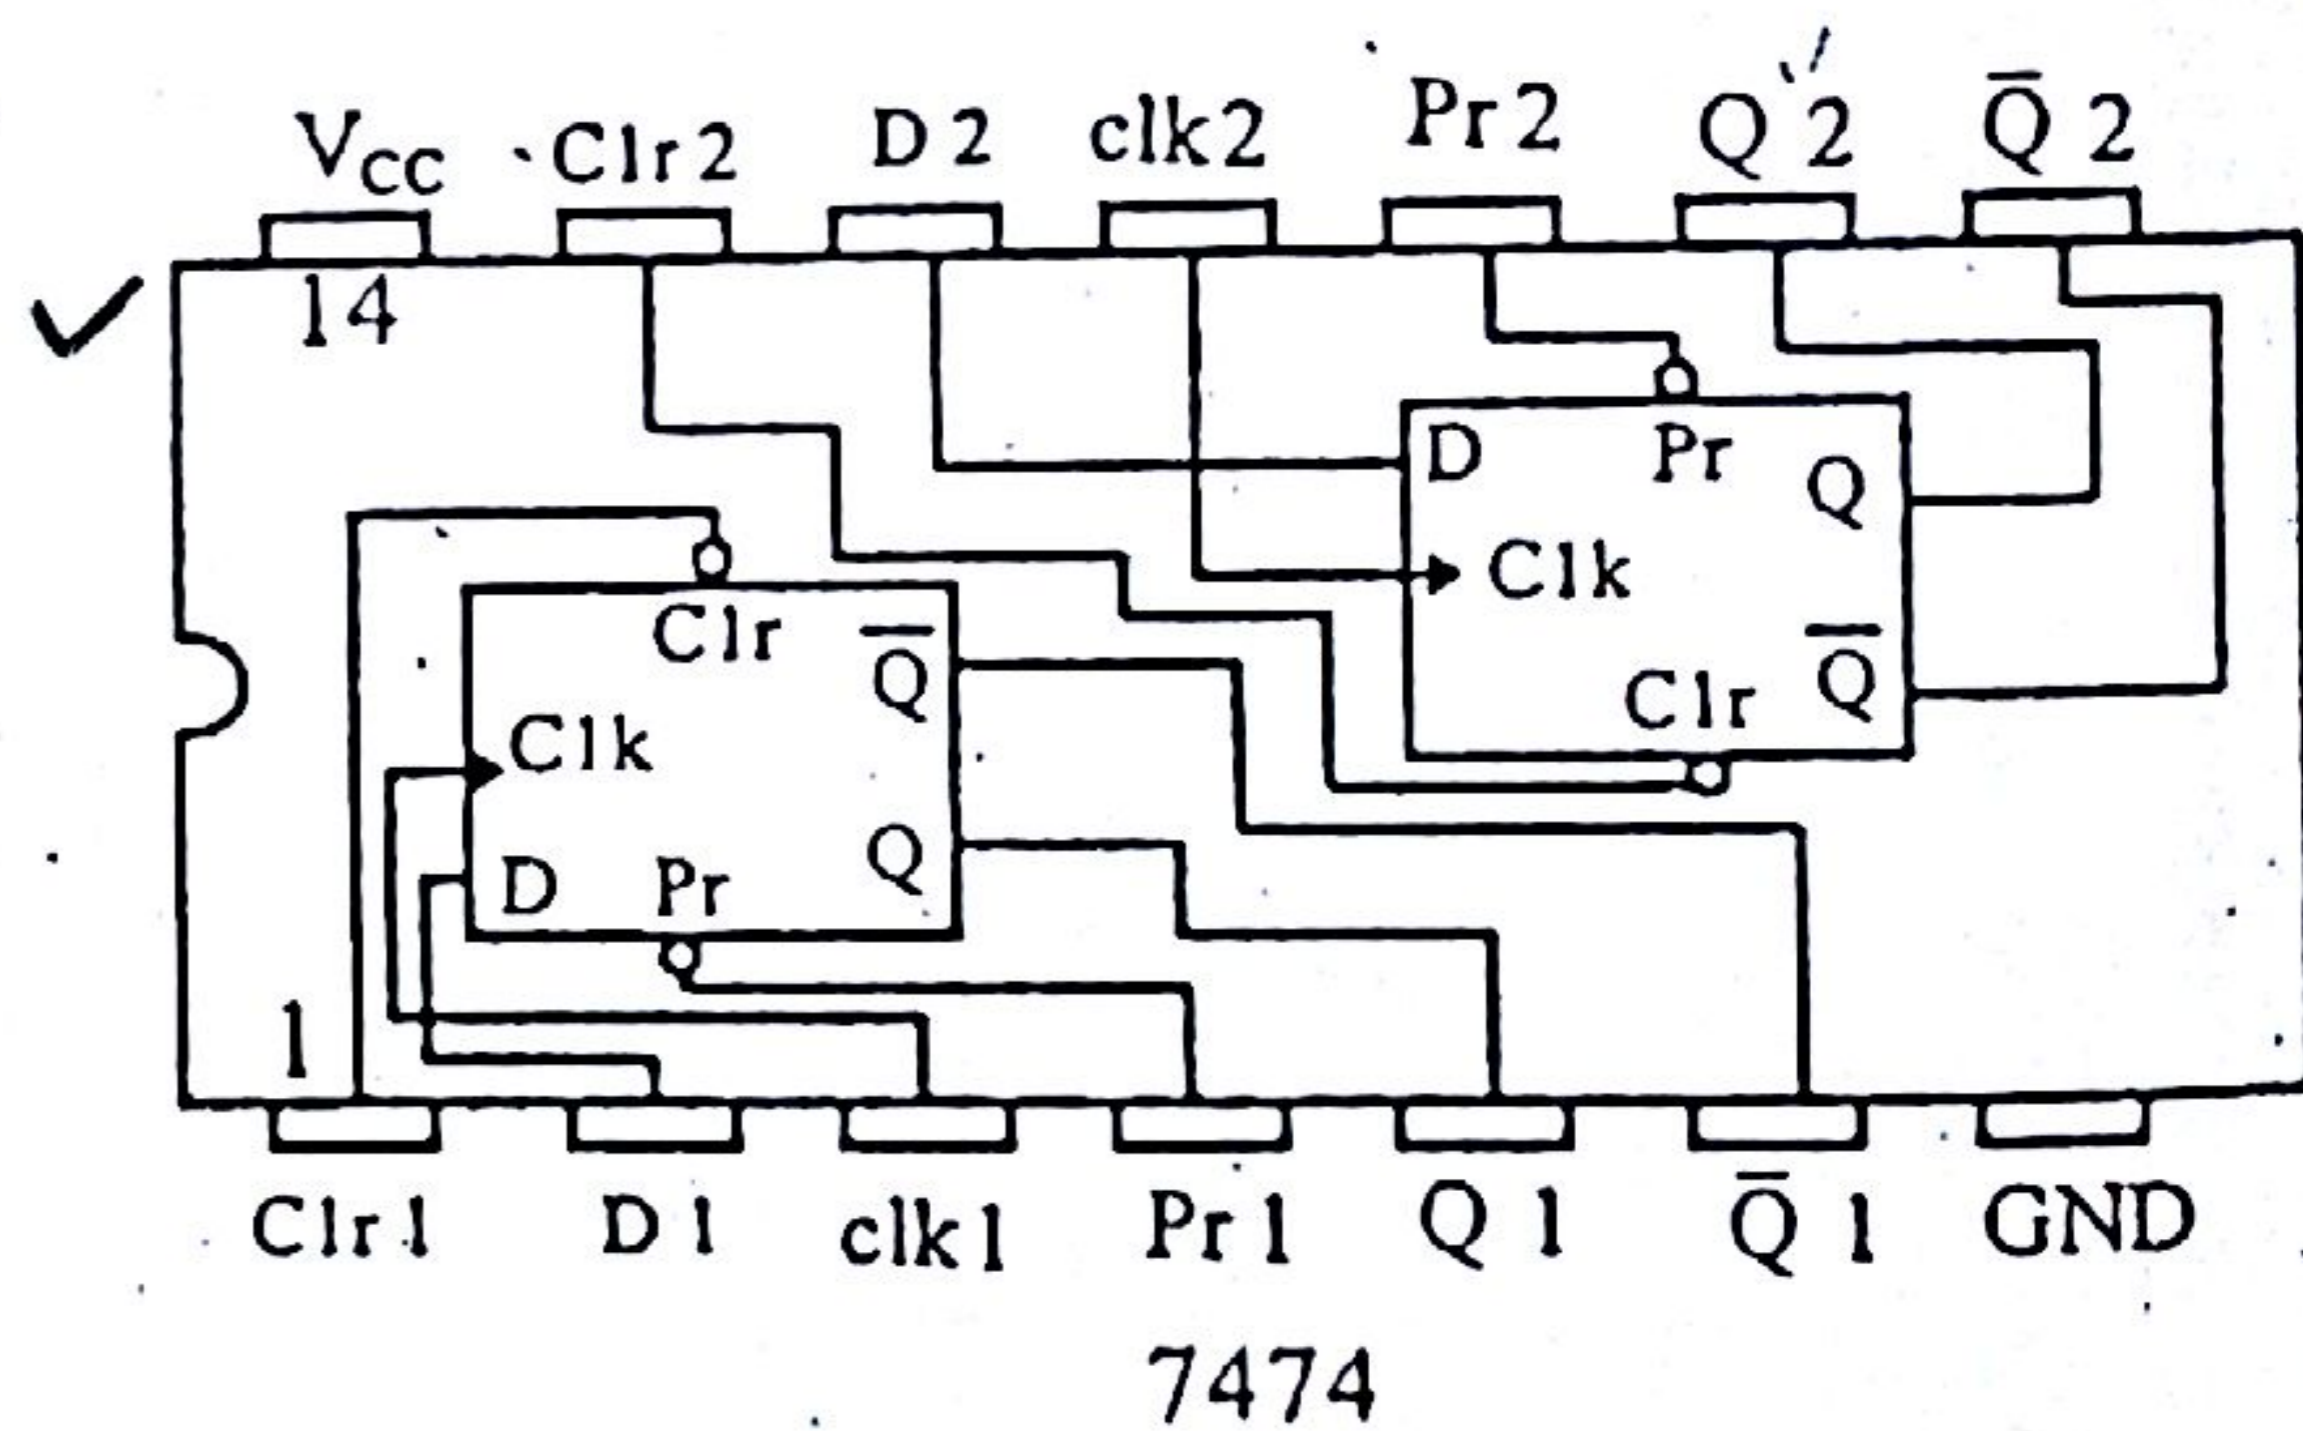 Vcc Clr2 D2 clk2 Pr2 Q2 Q̅2
14
D Pr Q
Clk
Clr Q̅
Clr Q̅
Clk
D Pr Q
1
Clr1 D1 clk1 Pr1 Q1 Q̅1 GND
7474